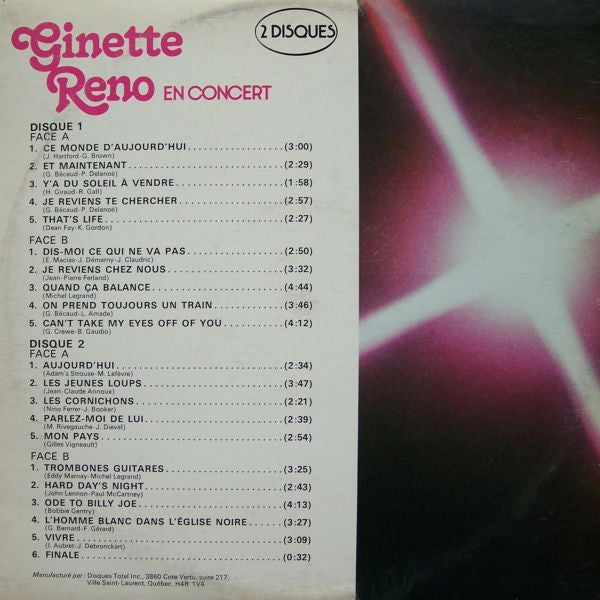 Ginette
Reno EN CONCERT
2 DISQUES
DISQUE 1
FACE A
1. CE MONDE D'AUJOURD'HUI....................(3:00)
(J. Hartford-G. Brown)
2. ET MAINTENANT....................(2:29)
(G. Bécaud-P. Delanoë)
3. Y'A DU SOLEIL À VENDRE....................(1:58)
(H. Giraud-R. Gall)
4. JE REVIENS TE CHERCHER....................(2:57)
(G. Bécaud-P. Delanoë)
5. THAT'S LIFE....................(2:27)
(Dean Fay-K. Gordon)
FACE B
1. DIS-MOI CE QUI NE VA PAS....................(2:50)
(E. Macias-J. Démarny-J. Claudric)
2. JE REVIENS CHEZ NOUS....................(3:32)
(Jean-Pierre Ferland)
3. QUAND ÇA BALANCE....................(4:44)
(Michel Legrand)
4. ON PREND TOUJOURS UN TRAIN....................(3:46)
(G. Bécaud-L. Amade)
5. CAN'T TAKE MY EYES OFF OF YOU....................(4:12)
(G. Crewe-B. Gaudio)
DISQUE 2
FACE A
1. AUJOURD'HUI....................(2:34)
(Adam's Strouse-M. Lefèvre)
2. LES JEUNES LOUPS....................(3:47)
(Jean-Claude Annoux)
3. LES CORNICHONS....................(2:21)
(Nino Ferrer-J. Booker)
4. PARLEZ-MOI DE LUI....................(2:39)
(M. Rivegauche-J. Dieval)
5. MON PAYS....................(2:54)
(Gilles Vigneault)
FACE B
1. TROMBONES GUITARES....................(3:25)
(Eddy Marnay-Michel Legrand)
2. HARD DAY'S NIGHT....................(2:43)
(John Lennon-Paul McCartney)
3. ODE TO BILLY JOE....................(4:13)
(Bobbie Gentry)
4. L'HOMME BLANC DANS L'ÉGLISE NOIRE....................(3:27)
(G. Bernard-F. Gérard)
5. VIVRE....................(3:09)
(I. Aubret-J. Debronckart)
6. FINALE....................(0:32)
Manufacturé par : Disques Total Inc., 3860 Cote Vertu, suite 217,
Ville Saint-Laurent, Québec. H4R 1V4